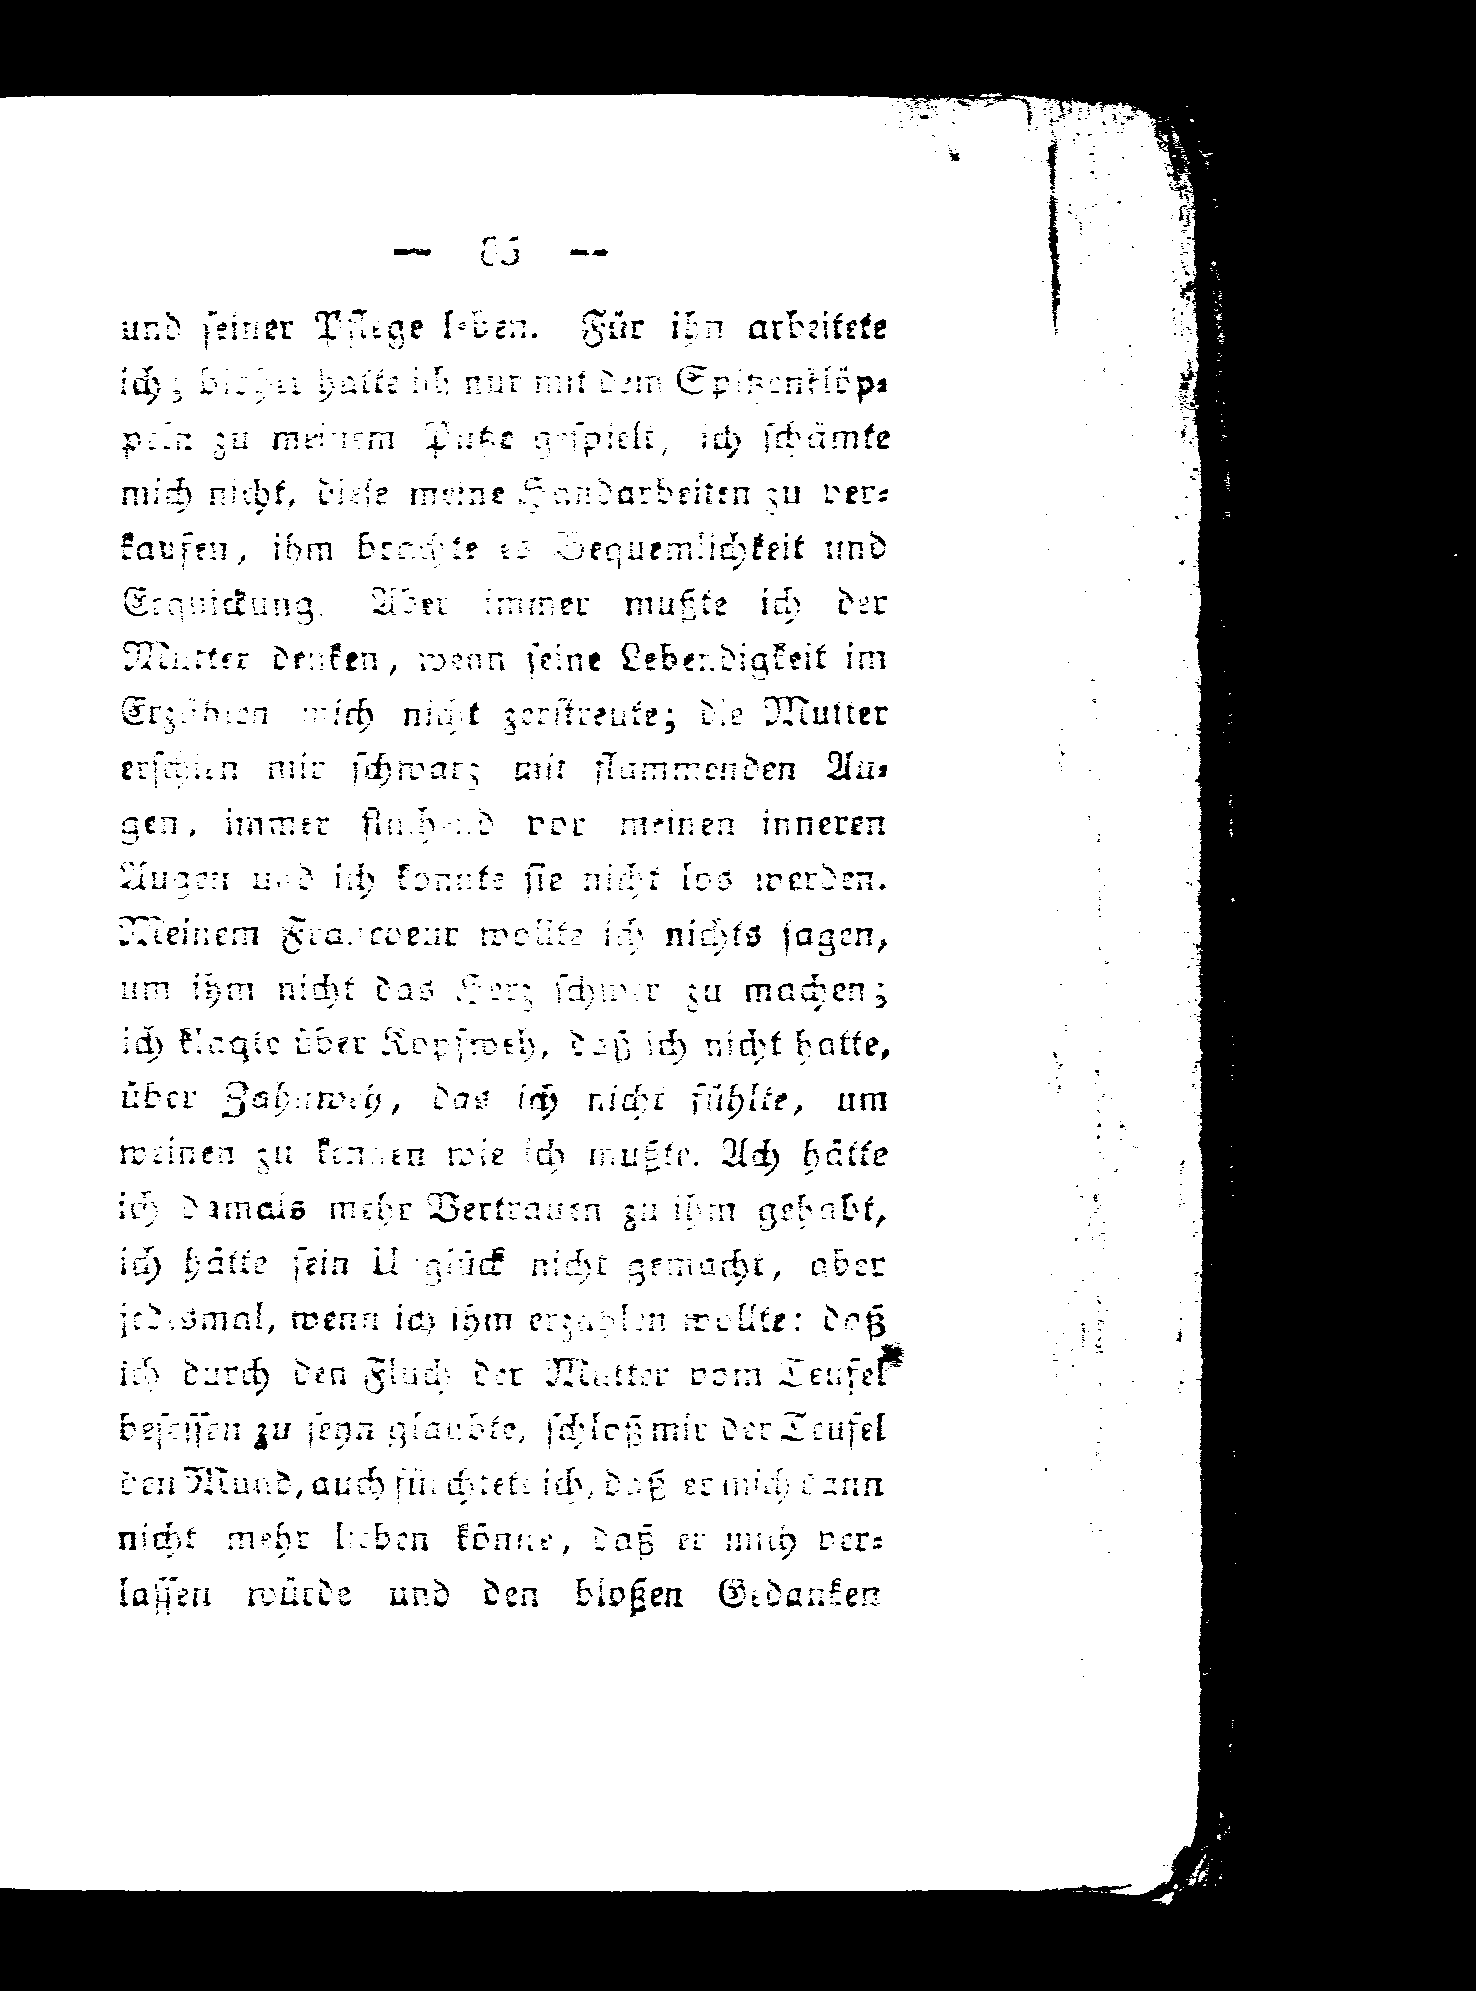 — 85 —
und ſeiner Pflege leben. Für ihn arbeitete
ich; bisher hatte ich nur mit dem Spitzenklöp⸗
peln zu meinem Putze geſpielt, ich ſchämte
mich nicht, dieſe meine Handarbeiten zu ver⸗
kaufen, ihm brachte es Bequemlichkeit und
Erquickung. Aber immer mußte ich der
Mutter denken, wenn ſeine Lebendigkeit im
Erzählen mich nicht zerſtreute; die Mutter
erſchien mir ſchwarz mit flammenden Au⸗
gen, immer fluchend vor meinen inneren
Augen und ich konnte ſie nicht los werden.
Meinem Francoeur wollte ich nichts ſagen,
um ihm nicht das Herz ſchwer zu machen;
ich klagte über Kopfweh, daß ich nicht hatte,
über Zahnweh, das ich nicht fühlte, um
weinen zu können wie ich mußte. Ach hätte
ich damals mehr Vertrauen zu ihm gehabt,
ich hätte ſein Unglück nicht gemacht, aber
jedesmal, wenn ich ihm erzählen wollte: daß
ich durch den Fluch der Mutter vom Teufel
beſeſſen zu ſeyn glaubte, ſchloß mir der Teufel
den Mund, auch fürchtete ich, daß er mich dann
nicht mehr lieben könne, daß er mich ver⸗
laſſen würde und den bloßen Gedanken